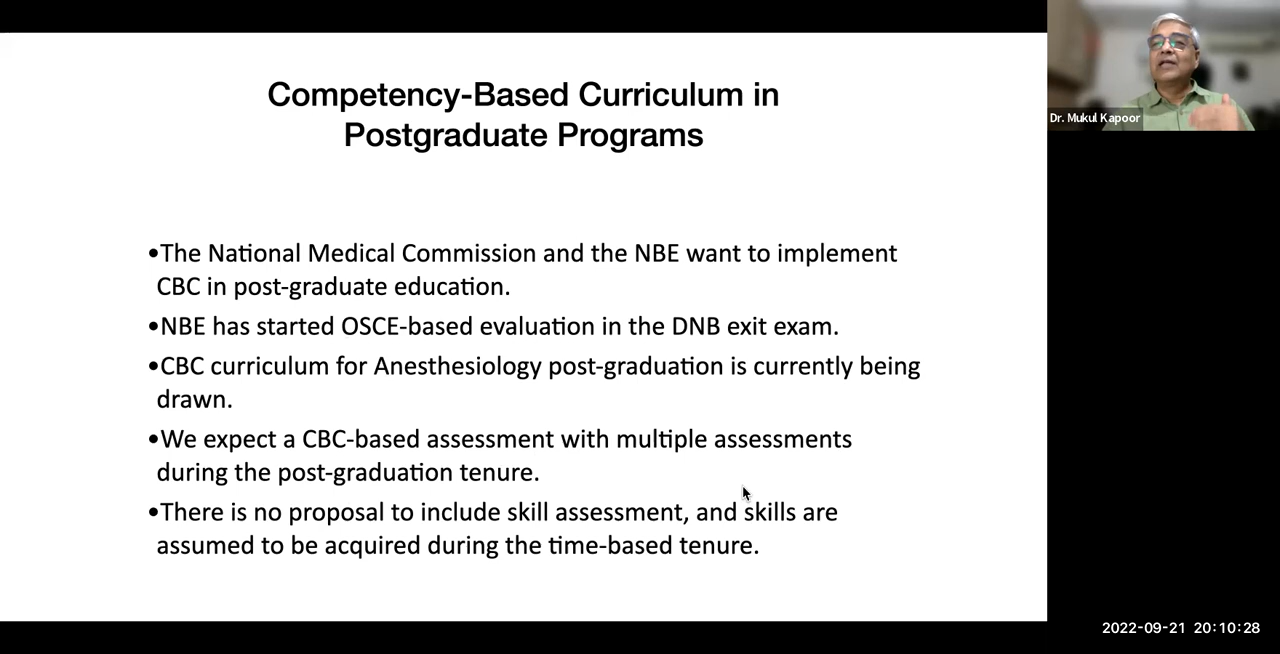 Competency-Based Curriculum in
Postgraduate Programs
•The National Medical Commission and the NBE want to implement
CBC in post-graduate education.
•NBE has started OSCE-based evaluation in the DNB exit exam.
•CBC curriculum for Anesthesiology post-graduation is currently being
drawn.
•We expect a CBC-based assessment with multiple assessments
during the post-graduation tenure.
•There is no proposal to include skill assessment, and skills are
assumed to be acquired during the time-based tenure.
Dr. Mukul Kapoor
2022-09-21 20:10:28